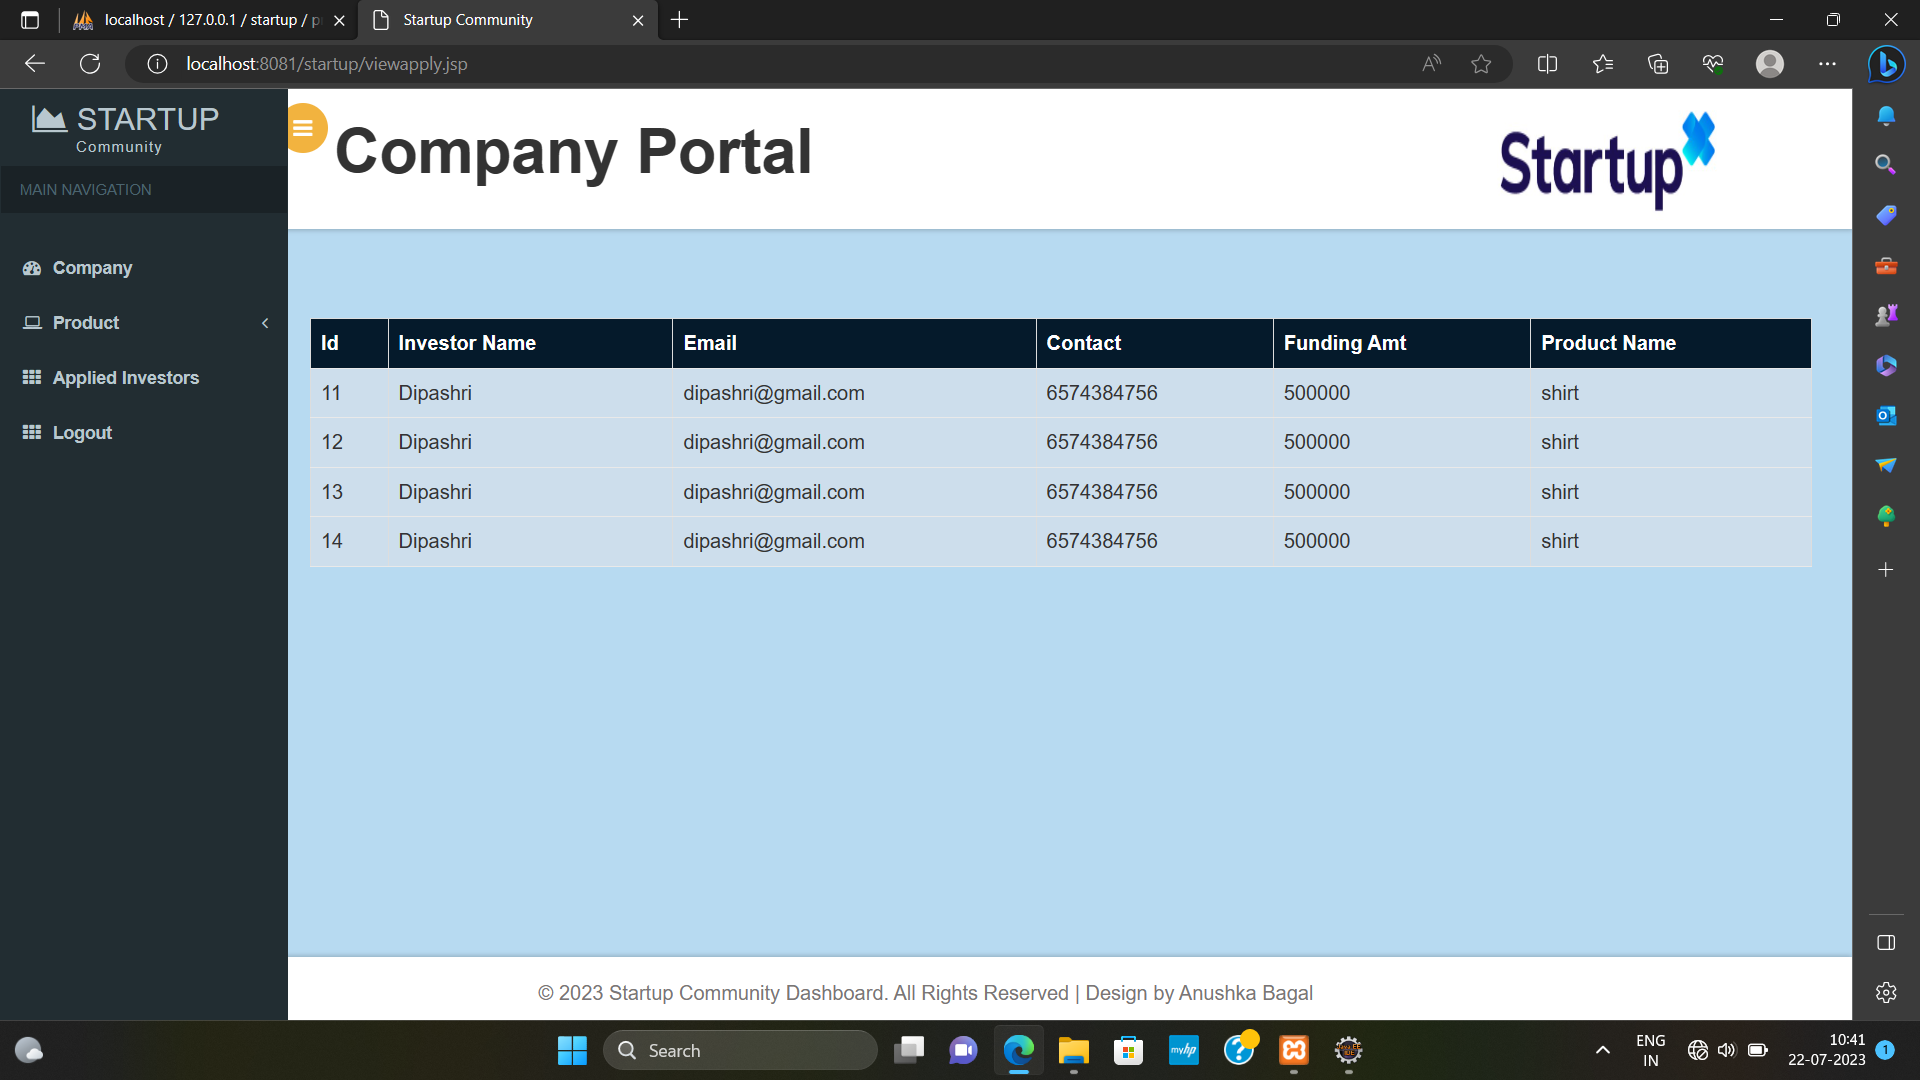 localhost / 127.0.0.1 / startup / p
Startup Community
localhost:8081/startup/viewapply.jsp
STARTUP
Community
MAIN NAVIGATION
Company
Product
Applied Investors
Logout
Company Portal
Startup
Id Investor Name Email Contact Funding Amt Product Name
11 Dipashri dipashri@gmail.com 6574384756 500000 shirt
12 Dipashri dipashri@gmail.com 6574384756 500000 shirt
13 Dipashri dipashri@gmail.com 6574384756 500000 shirt
14 Dipashri dipashri@gmail.com 6574384756 500000 shirt
© 2023 Startup Community Dashboard. All Rights Reserved | Design by Anushka Bagal
Search
myhp
ENG
IN
10:41
22-07-2023
1